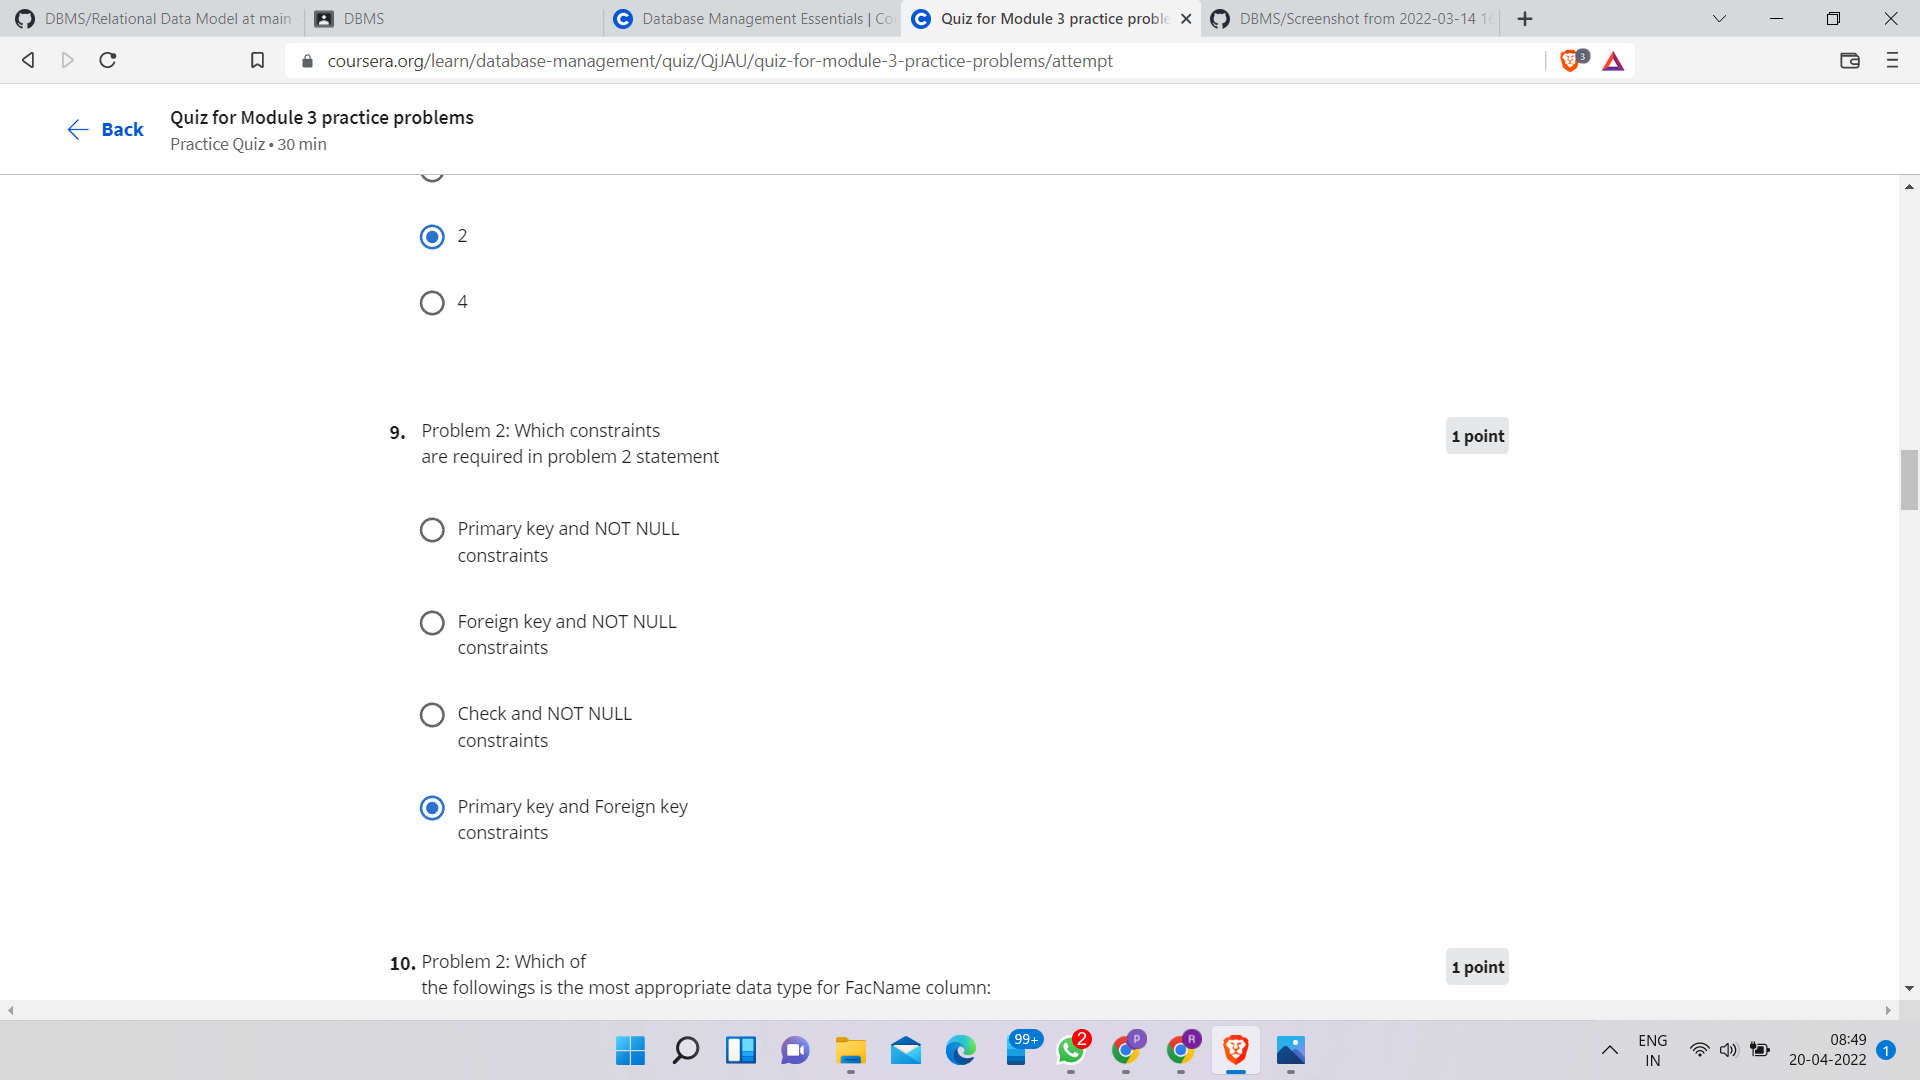 DBMS/Relational Data Model at main
DBMS
Database Management Essentials | Co
Quiz for Module 3 practice proble
DBMS/Screenshot from 2022-03-14 16
coursera.org/learn/database-management/quiz/QjJAU/quiz-for-module-3-practice-problems/attempt
3
Back
Quiz for Module 3 practice problems
Practice Quiz • 30 min
2
4
9. Problem 2: Which constraints
are required in problem 2 statement
1 point
Primary key and NOT NULL
constraints
Foreign key and NOT NULL
constraints
Check and NOT NULL
constraints
Primary key and Foreign key
constraints
10. Problem 2: Which of
the followings is the most appropriate data type for FacName column:
1 point
99+
2
P
R
ENG
IN
08:49
20-04-2022
1